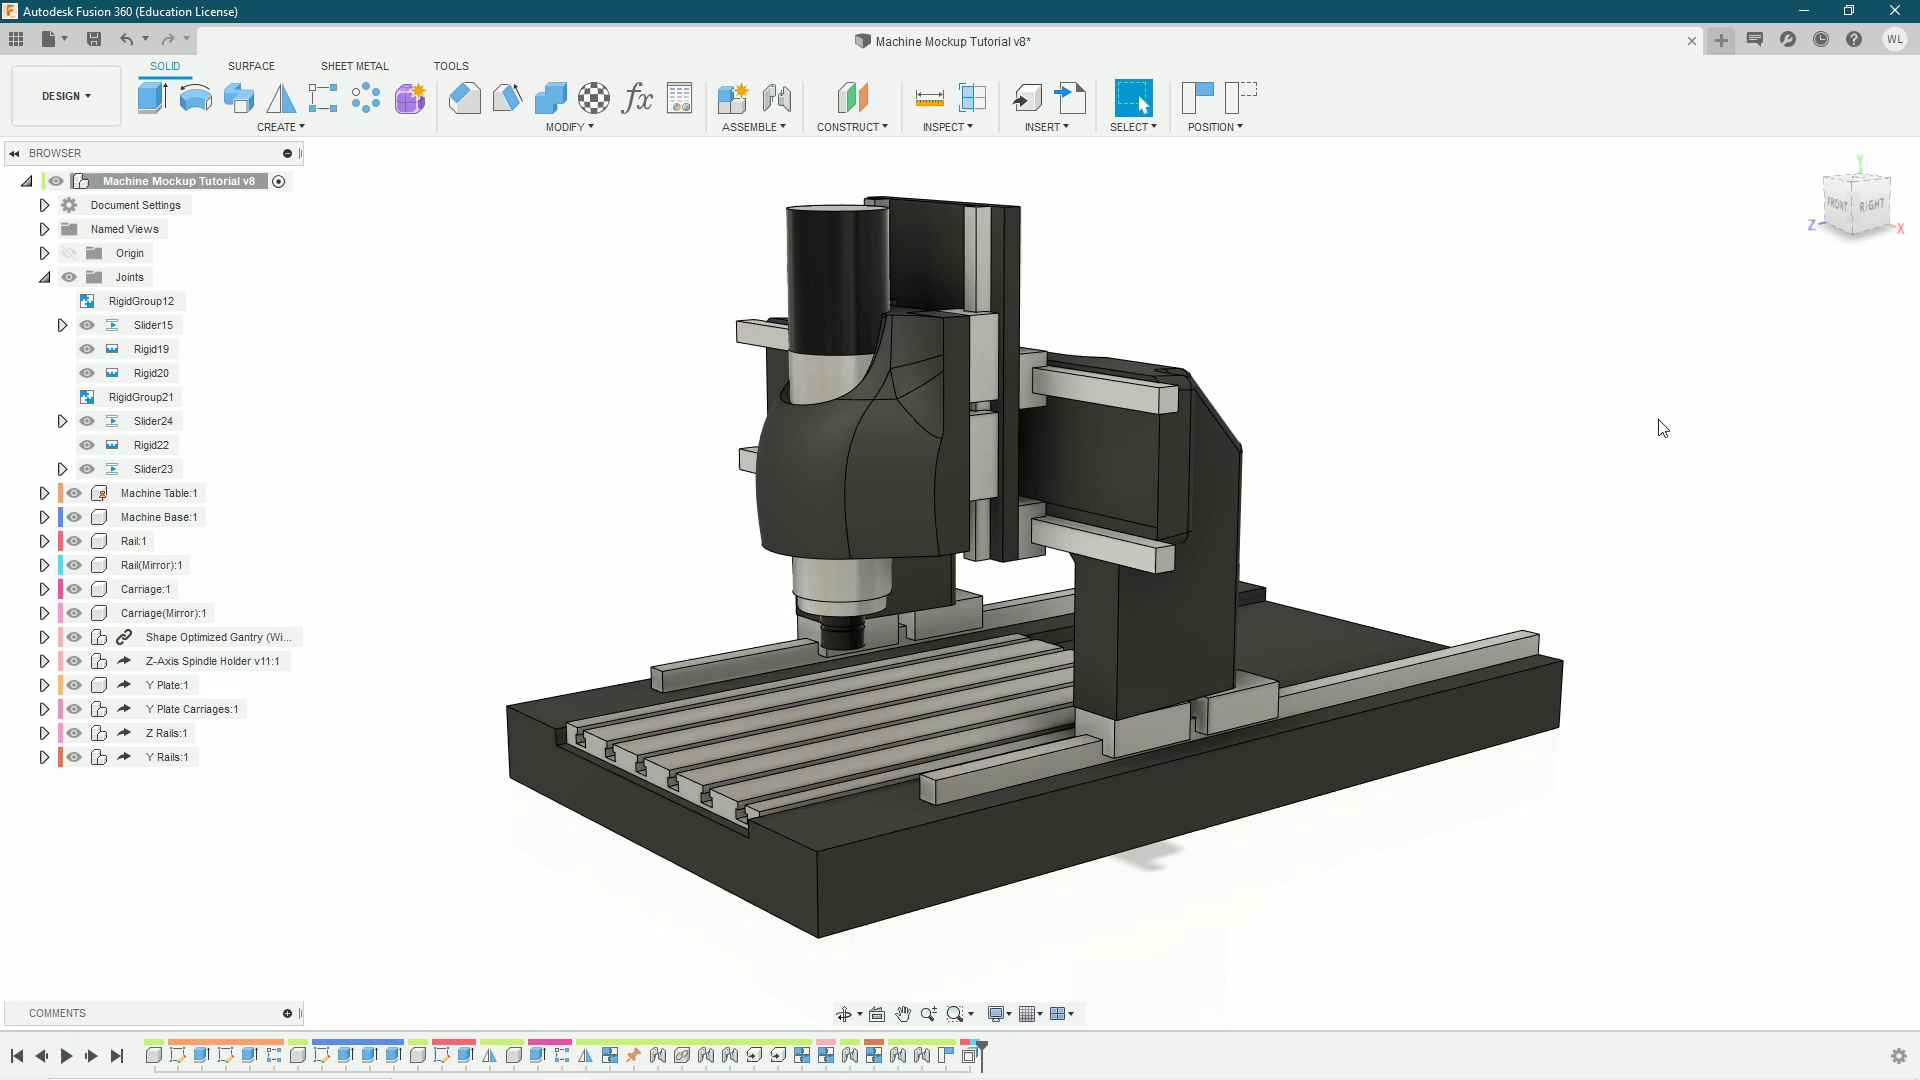 Autodesk Fusion 360 (Education License)
Machine Mockup Tutorial v8*
WL
DESIGN
SOLID
SURFACE
SHEET METAL
TOOLS
CREATE
MODIFY
ASSEMBLE
CONSTRUCT
INSPECT
INSERT
SELECT
POSITION
BROWSER
Machine Mockup Tutorial v8
Document Settings
Named Views
Origin
Joints
RigidGroup12
Slider15
Rigid19
Rigid20
RigidGroup21
Slider24
Rigid22
Slider23
Machine Table:1
Machine Base:1
Rail:1
Rail(Mirror):1
Carriage:1
Carriage(Mirror):1
Shape Optimized Gantry (Wi...
Z-Axis Spindle Holder v11:1
Y Plate:1
Y Plate Carriages:1
Z Rails:1
Y Rails:1
Y
FRONT
RIGHT
Z
X
COMMENTS